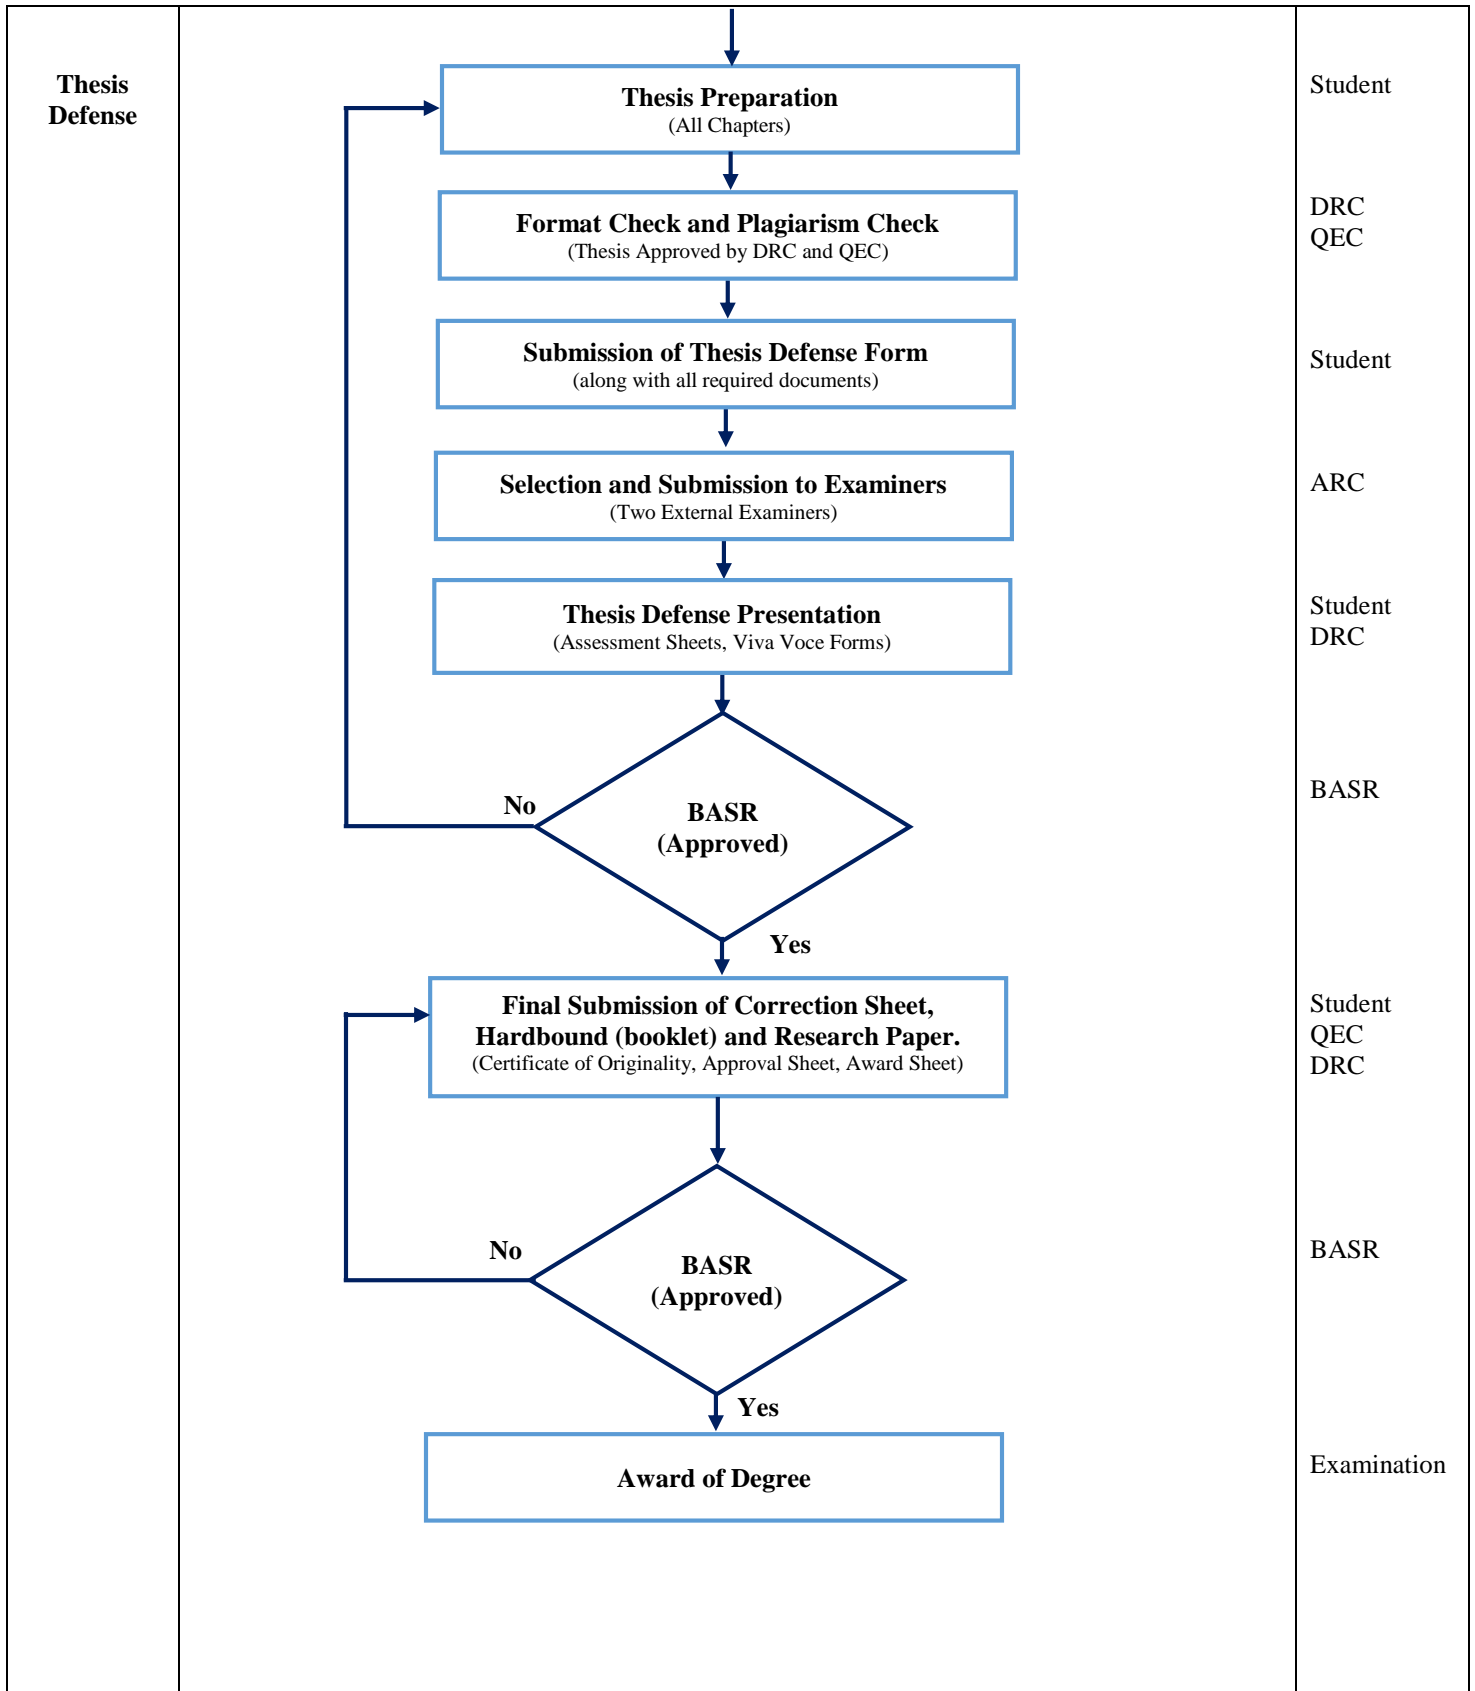 Thesis
Defense
Thesis Preparation
(All Chapters)
Student
Format Check and Plagiarism Check
(Thesis Approved by DRC and QEC)
DRC
QEC
Submission of Thesis Defense Form
(along with all required documents)
Student
Selection and Submission to Examiners
(Two External Examiners)
ARC
Thesis Defense Presentation
(Assessment Sheets, Viva Voce Forms)
Student
DRC
No
BASR
(Approved)
BASR
Yes
Final Submission of Correction Sheet,
Hardbound (booklet) and Research Paper.
(Certificate of Originality, Approval Sheet, Award Sheet)
Student
QEC
DRC
No
BASR
(Approved)
BASR
Yes
Award of Degree
Examination